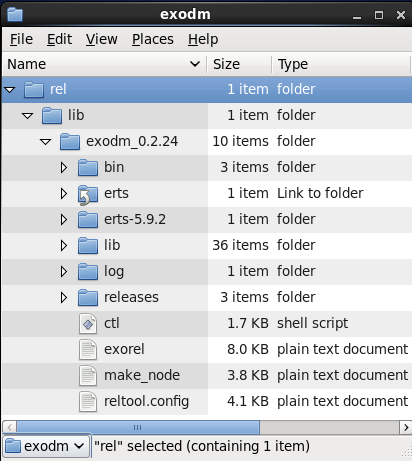 exodm
File Edit View Places Help
Name Size Type
rel 1 item folder
lib 1 item folder
exodm_0.2.24 10 items folder
bin 3 items folder
erts 1 item Link to folder
erts-5.9.2 1 item folder
lib 36 items folder
log 1 item folder
releases 3 items folder
ctl 1.7 KB shell script
exorel 8.0 KB plain text document
make_node 3.8 KB plain text document
reltool.config 4.1 KB plain text document
exodm "rel" selected (containing 1 item)